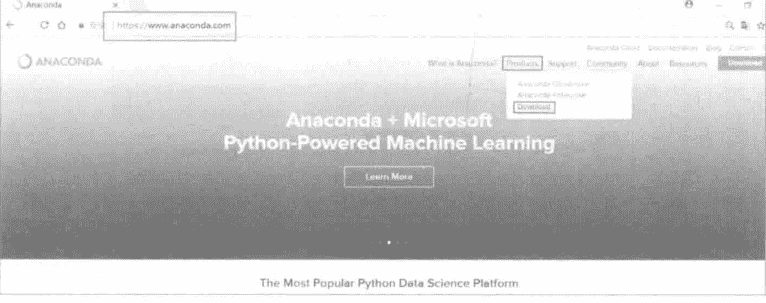 Anaconda
https://www.anaconda.com
Anaconda Cloud Documentation Blog Contact
ANACONDA
What is Anaconda? Products Support Community About Resources Download
Anaconda Distribution
Anaconda Enterprise
Download
Anaconda + Microsoft
Python-Powered Machine Learning
Learn More
The Most Popular Python Data Science Platform